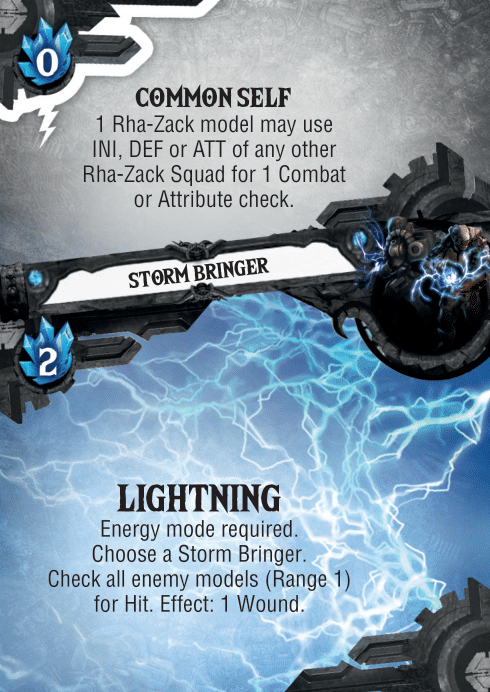 0
COMMON SELF
1 Rha-Zack model may use
INI, DEF or ATT of any other
Rha-Zack Squad for 1 Combat
or Attribute check.
STORM BRINGER
2
LIGHTNING
Energy mode required.
Choose a Storm Bringer.
Check all enemy models (Range 1)
for Hit. Effect: 1 Wound.